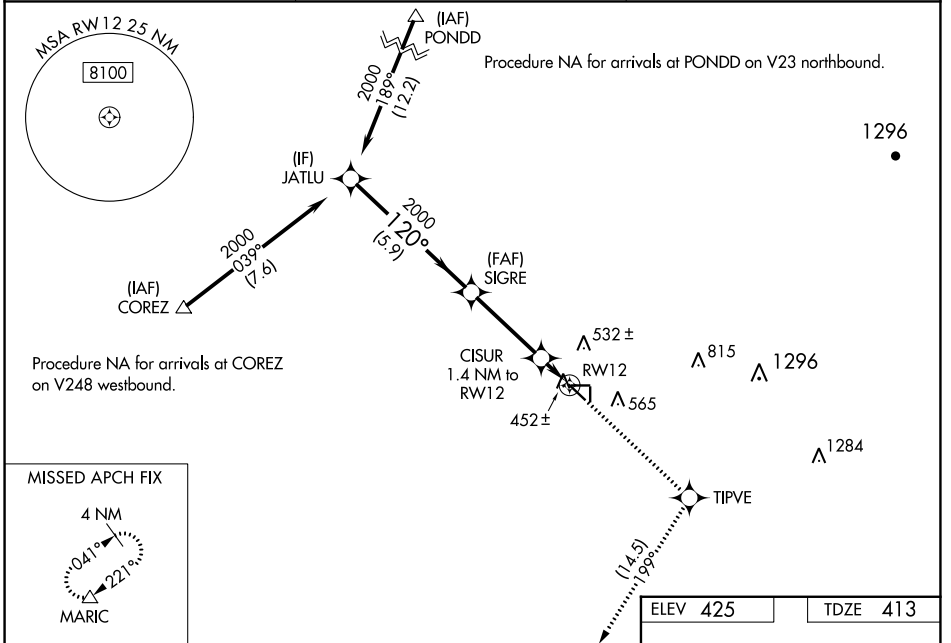 MSA RW12 25 NM
8100
(IAF)
PONDD
2000
189°
(12.2)
Procedure NA for arrivals at PONDD on V23 northbound.
1296
(IF)
JATLU
2000
039°
(7.6)
(IAF)
COREZ
2000
120°
(5.9)
(FAF)
SIGRE
Procedure NA for arrivals at COREZ
on V248 westbound.
CISUR
1.4 NM to
RW12
532 ±
RW12
815
1296
452 ±
565
1284
TIPVE
(14.5)
199°
MISSED APCH FIX
4 NM
041°
221°
MARIC
ELEV 425
TDZE 413